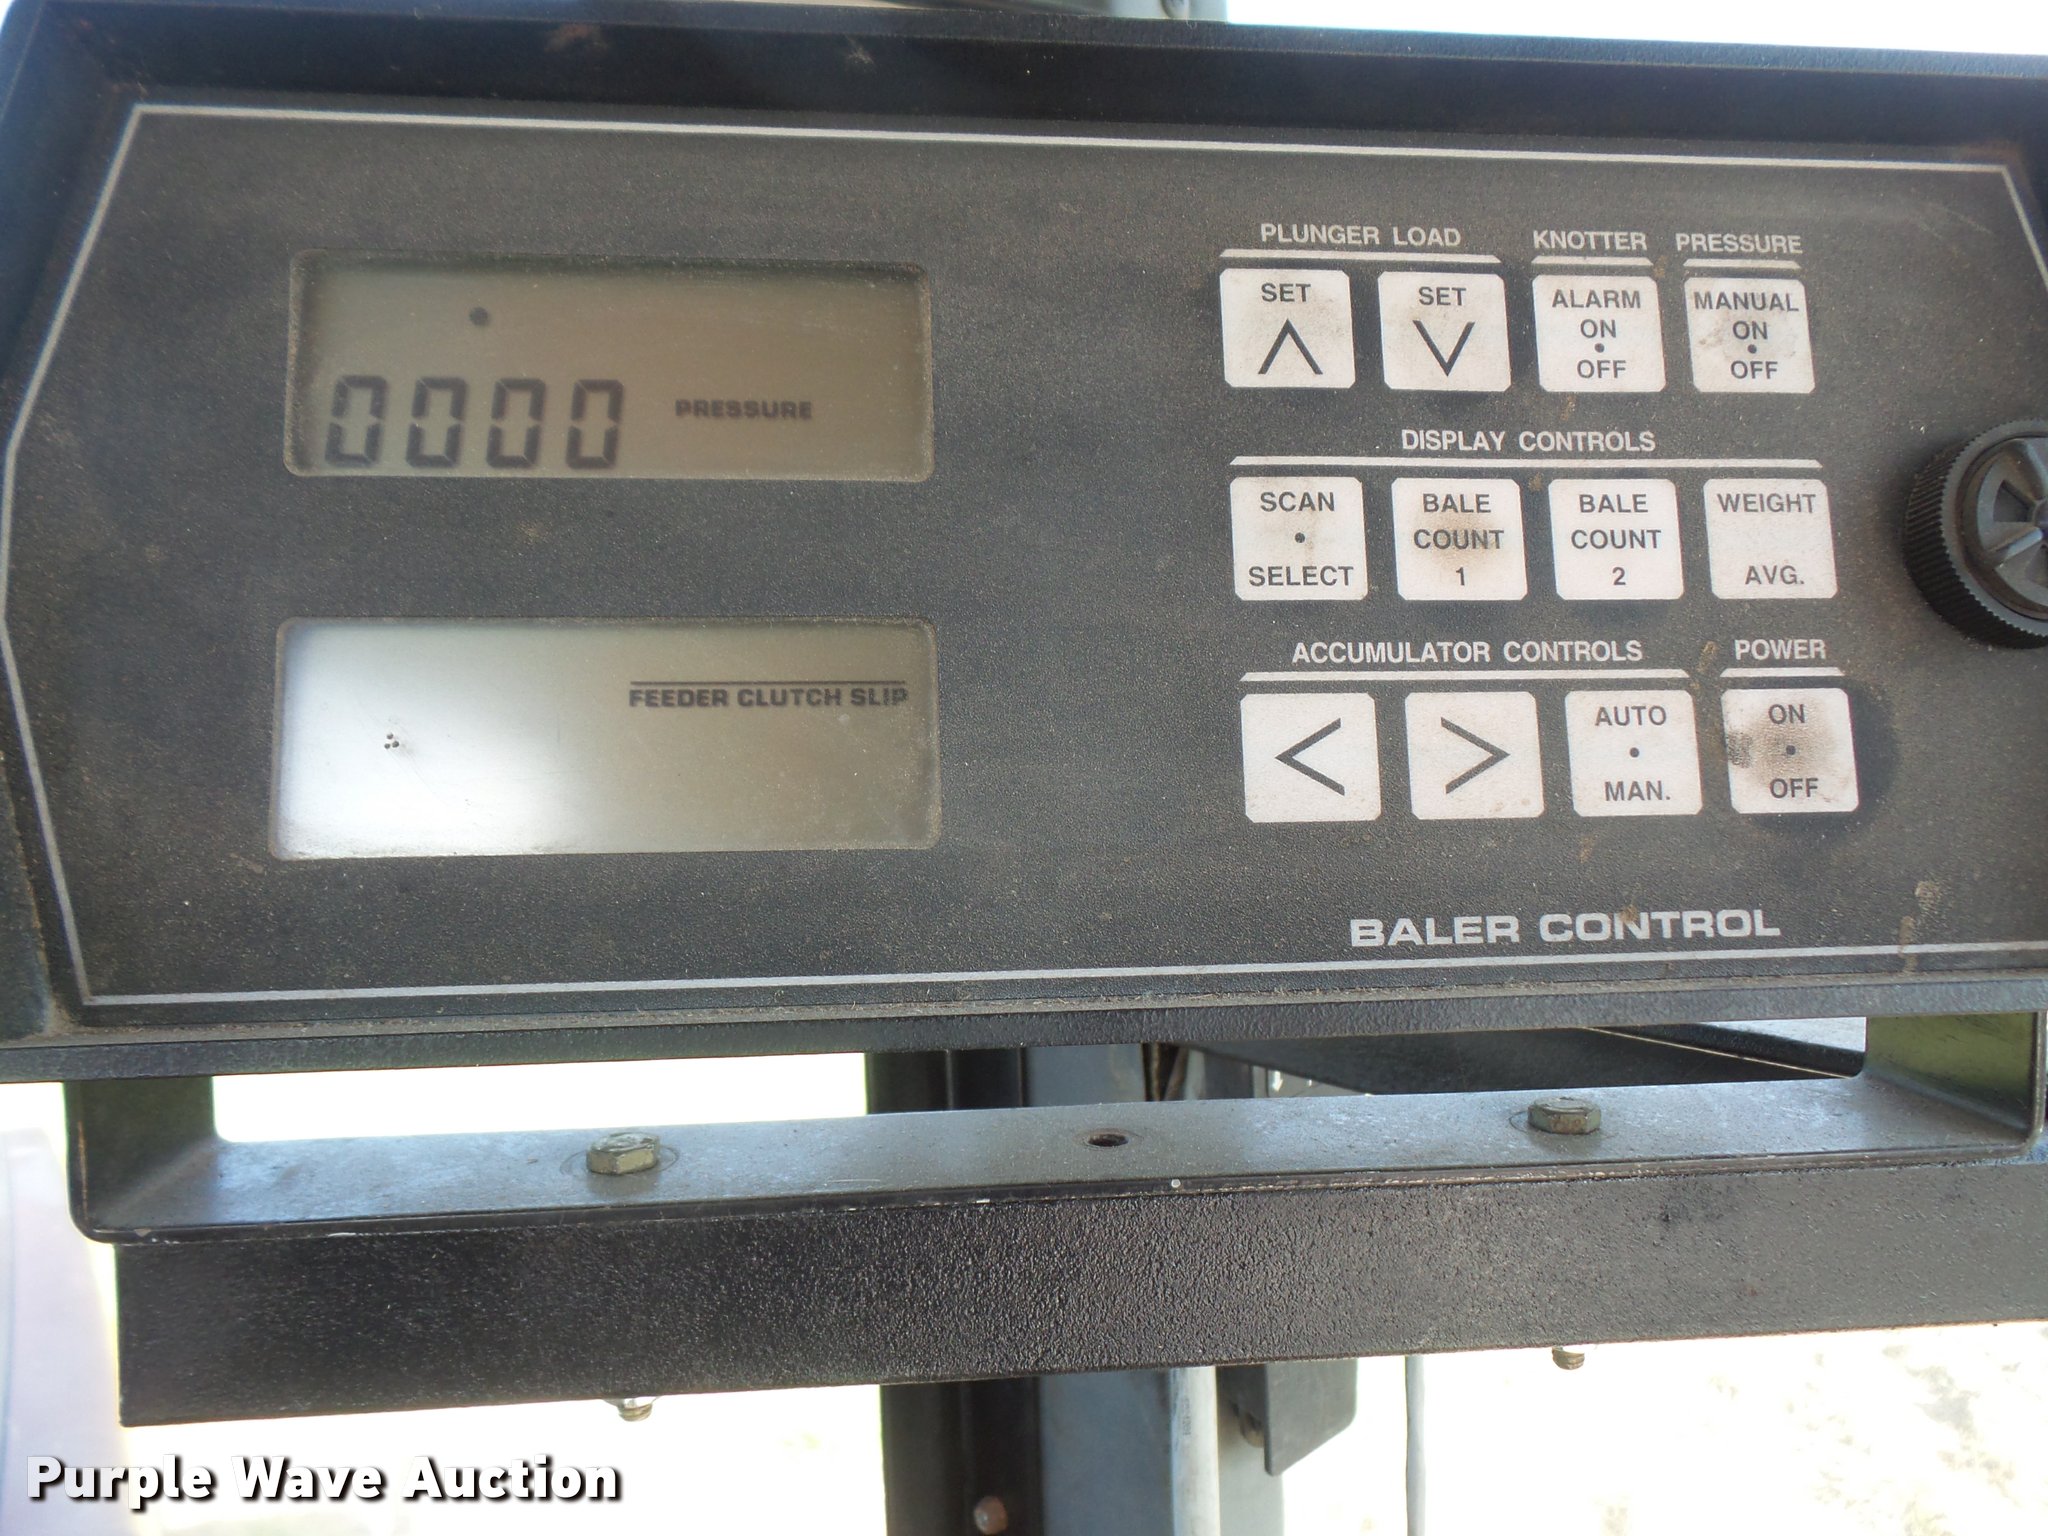 PLUNGER LOAD KNOTTER PRESSURE
SET SET ALARM MANUAL
ON ON
OFF OFF
0000 PRESSURE
DISPLAY CONTROLS
SCAN BALE BALE WEIGHT
COUNT COUNT
SELECT 1 2 AVG.
ACCUMULATOR CONTROLS POWER
FEEDER CLUTCH SLIP
< > AUTO ON
MAN. OFF
BALER CONTROL
Purple Wave Auction